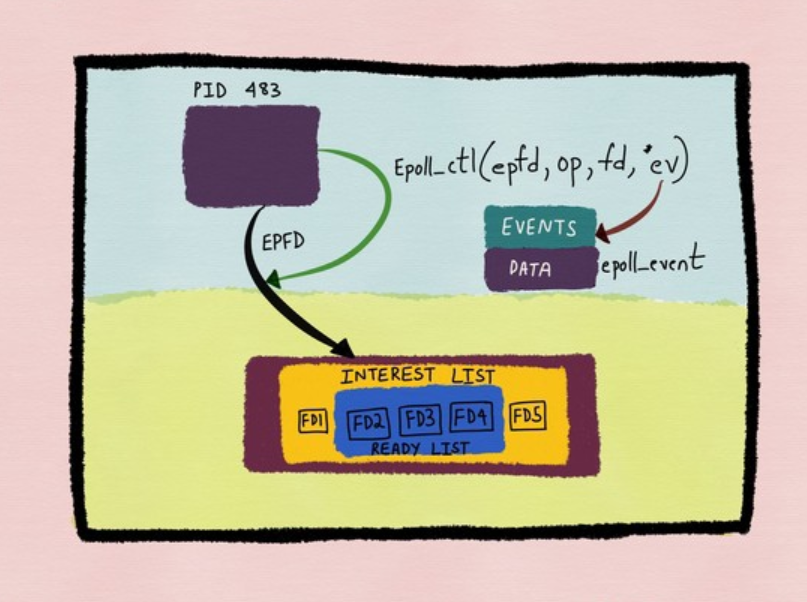 PID 483
Epoll_ctl(epfd, op, fd, *ev)
EVENTS
EPFD
DATA
epoll_event
INTEREST LIST
FD1 FD2 FD3 FD4 FD5
READY LIST